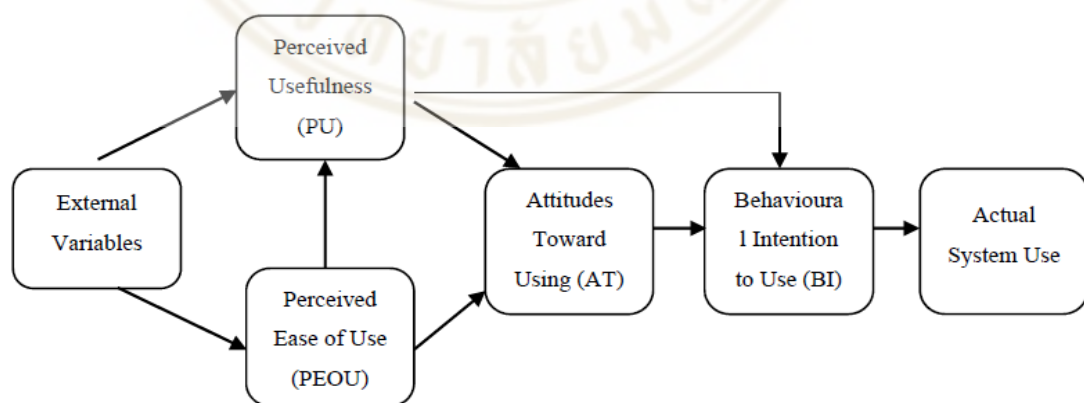 Perceived
Usefulness
(PU)
External
Variables
Perceived
Ease of Use
(PEOU)
Attitudes
Toward
Using (AT)
Behavioura
l Intention
to Use (BI)
Actual
System Use